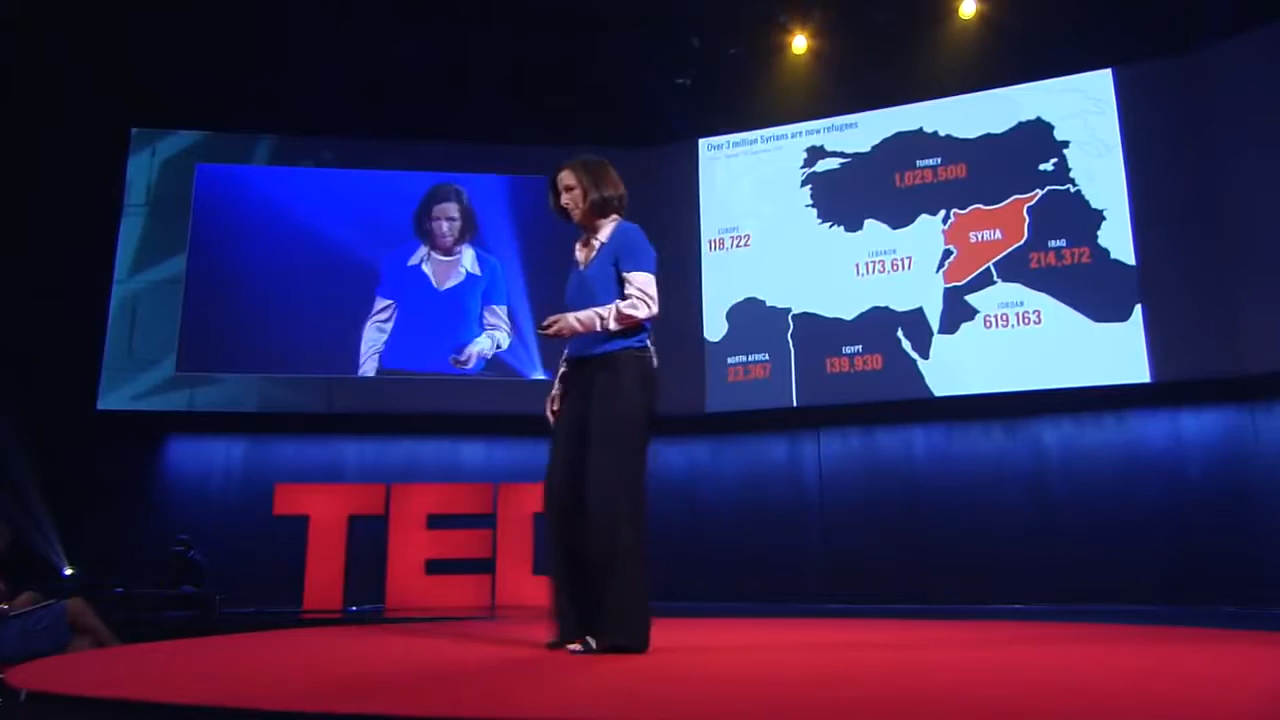 Over 3 million Syrians are now refugees
TURKEY
1,029,500
SYRIA
EUROPE
118,722
LEBANON
1,173,617
IRAQ
214,372
JORDAN
619,163
NORTH AFRICA
23,367
EGYPT
139,930
TED